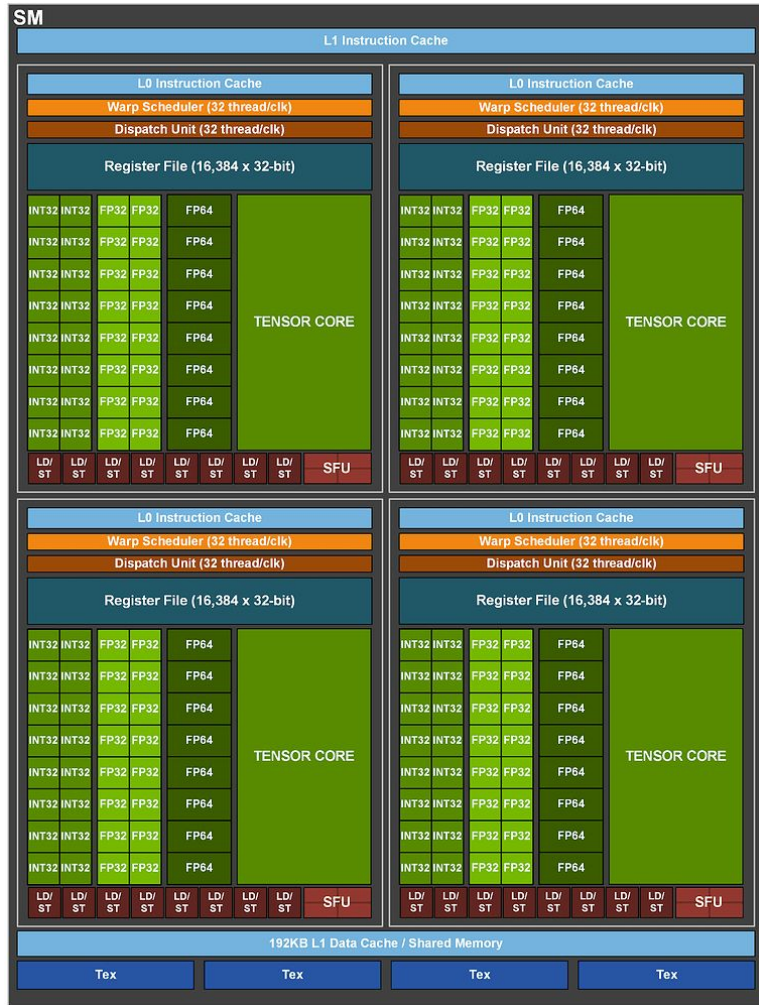 SM
L1 Instruction Cache
L0 Instruction Cache
Warp Scheduler (32 thread/clk)
Dispatch Unit (32 thread/clk)
Register File (16,384 x 32-bit)
INT32 INT32 FP32 FP32 FP64
INT32 INT32 FP32 FP32 FP64
INT32 INT32 FP32 FP32 FP64
INT32 INT32 FP32 FP32 FP64
INT32 INT32 FP32 FP32 FP64
INT32 INT32 FP32 FP32 FP64
INT32 INT32 FP32 FP32 FP64
INT32 INT32 FP32 FP32 FP64
TENSOR CORE
LD/ LD/ LD/ LD/ LD/ LD/ LD/ LD/
ST ST ST ST ST ST ST ST
SFU
L0 Instruction Cache
Warp Scheduler (32 thread/clk)
Dispatch Unit (32 thread/clk)
Register File (16,384 x 32-bit)
INT32 INT32 FP32 FP32 FP64
INT32 INT32 FP32 FP32 FP64
INT32 INT32 FP32 FP32 FP64
INT32 INT32 FP32 FP32 FP64
INT32 INT32 FP32 FP32 FP64
INT32 INT32 FP32 FP32 FP64
INT32 INT32 FP32 FP32 FP64
INT32 INT32 FP32 FP32 FP64
TENSOR CORE
LD/ LD/ LD/ LD/ LD/ LD/ LD/ LD/
ST ST ST ST ST ST ST ST
SFU
L0 Instruction Cache
Warp Scheduler (32 thread/clk)
Dispatch Unit (32 thread/clk)
Register File (16,384 x 32-bit)
INT32 INT32 FP32 FP32 FP64
INT32 INT32 FP32 FP32 FP64
INT32 INT32 FP32 FP32 FP64
INT32 INT32 FP32 FP32 FP64
INT32 INT32 FP32 FP32 FP64
INT32 INT32 FP32 FP32 FP64
INT32 INT32 FP32 FP32 FP64
INT32 INT32 FP32 FP32 FP64
TENSOR CORE
LD/ LD/ LD/ LD/ LD/ LD/ LD/ LD/
ST ST ST ST ST ST ST ST
SFU
L0 Instruction Cache
Warp Scheduler (32 thread/clk)
Dispatch Unit (32 thread/clk)
Register File (16,384 x 32-bit)
INT32 INT32 FP32 FP32 FP64
INT32 INT32 FP32 FP32 FP64
INT32 INT32 FP32 FP32 FP64
INT32 INT32 FP32 FP32 FP64
INT32 INT32 FP32 FP32 FP64
INT32 INT32 FP32 FP32 FP64
INT32 INT32 FP32 FP32 FP64
INT32 INT32 FP32 FP32 FP64
TENSOR CORE
LD/ LD/ LD/ LD/ LD/ LD/ LD/ LD/
ST ST ST ST ST ST ST ST
SFU
192KB L1 Data Cache / Shared Memory
Tex Tex Tex Tex